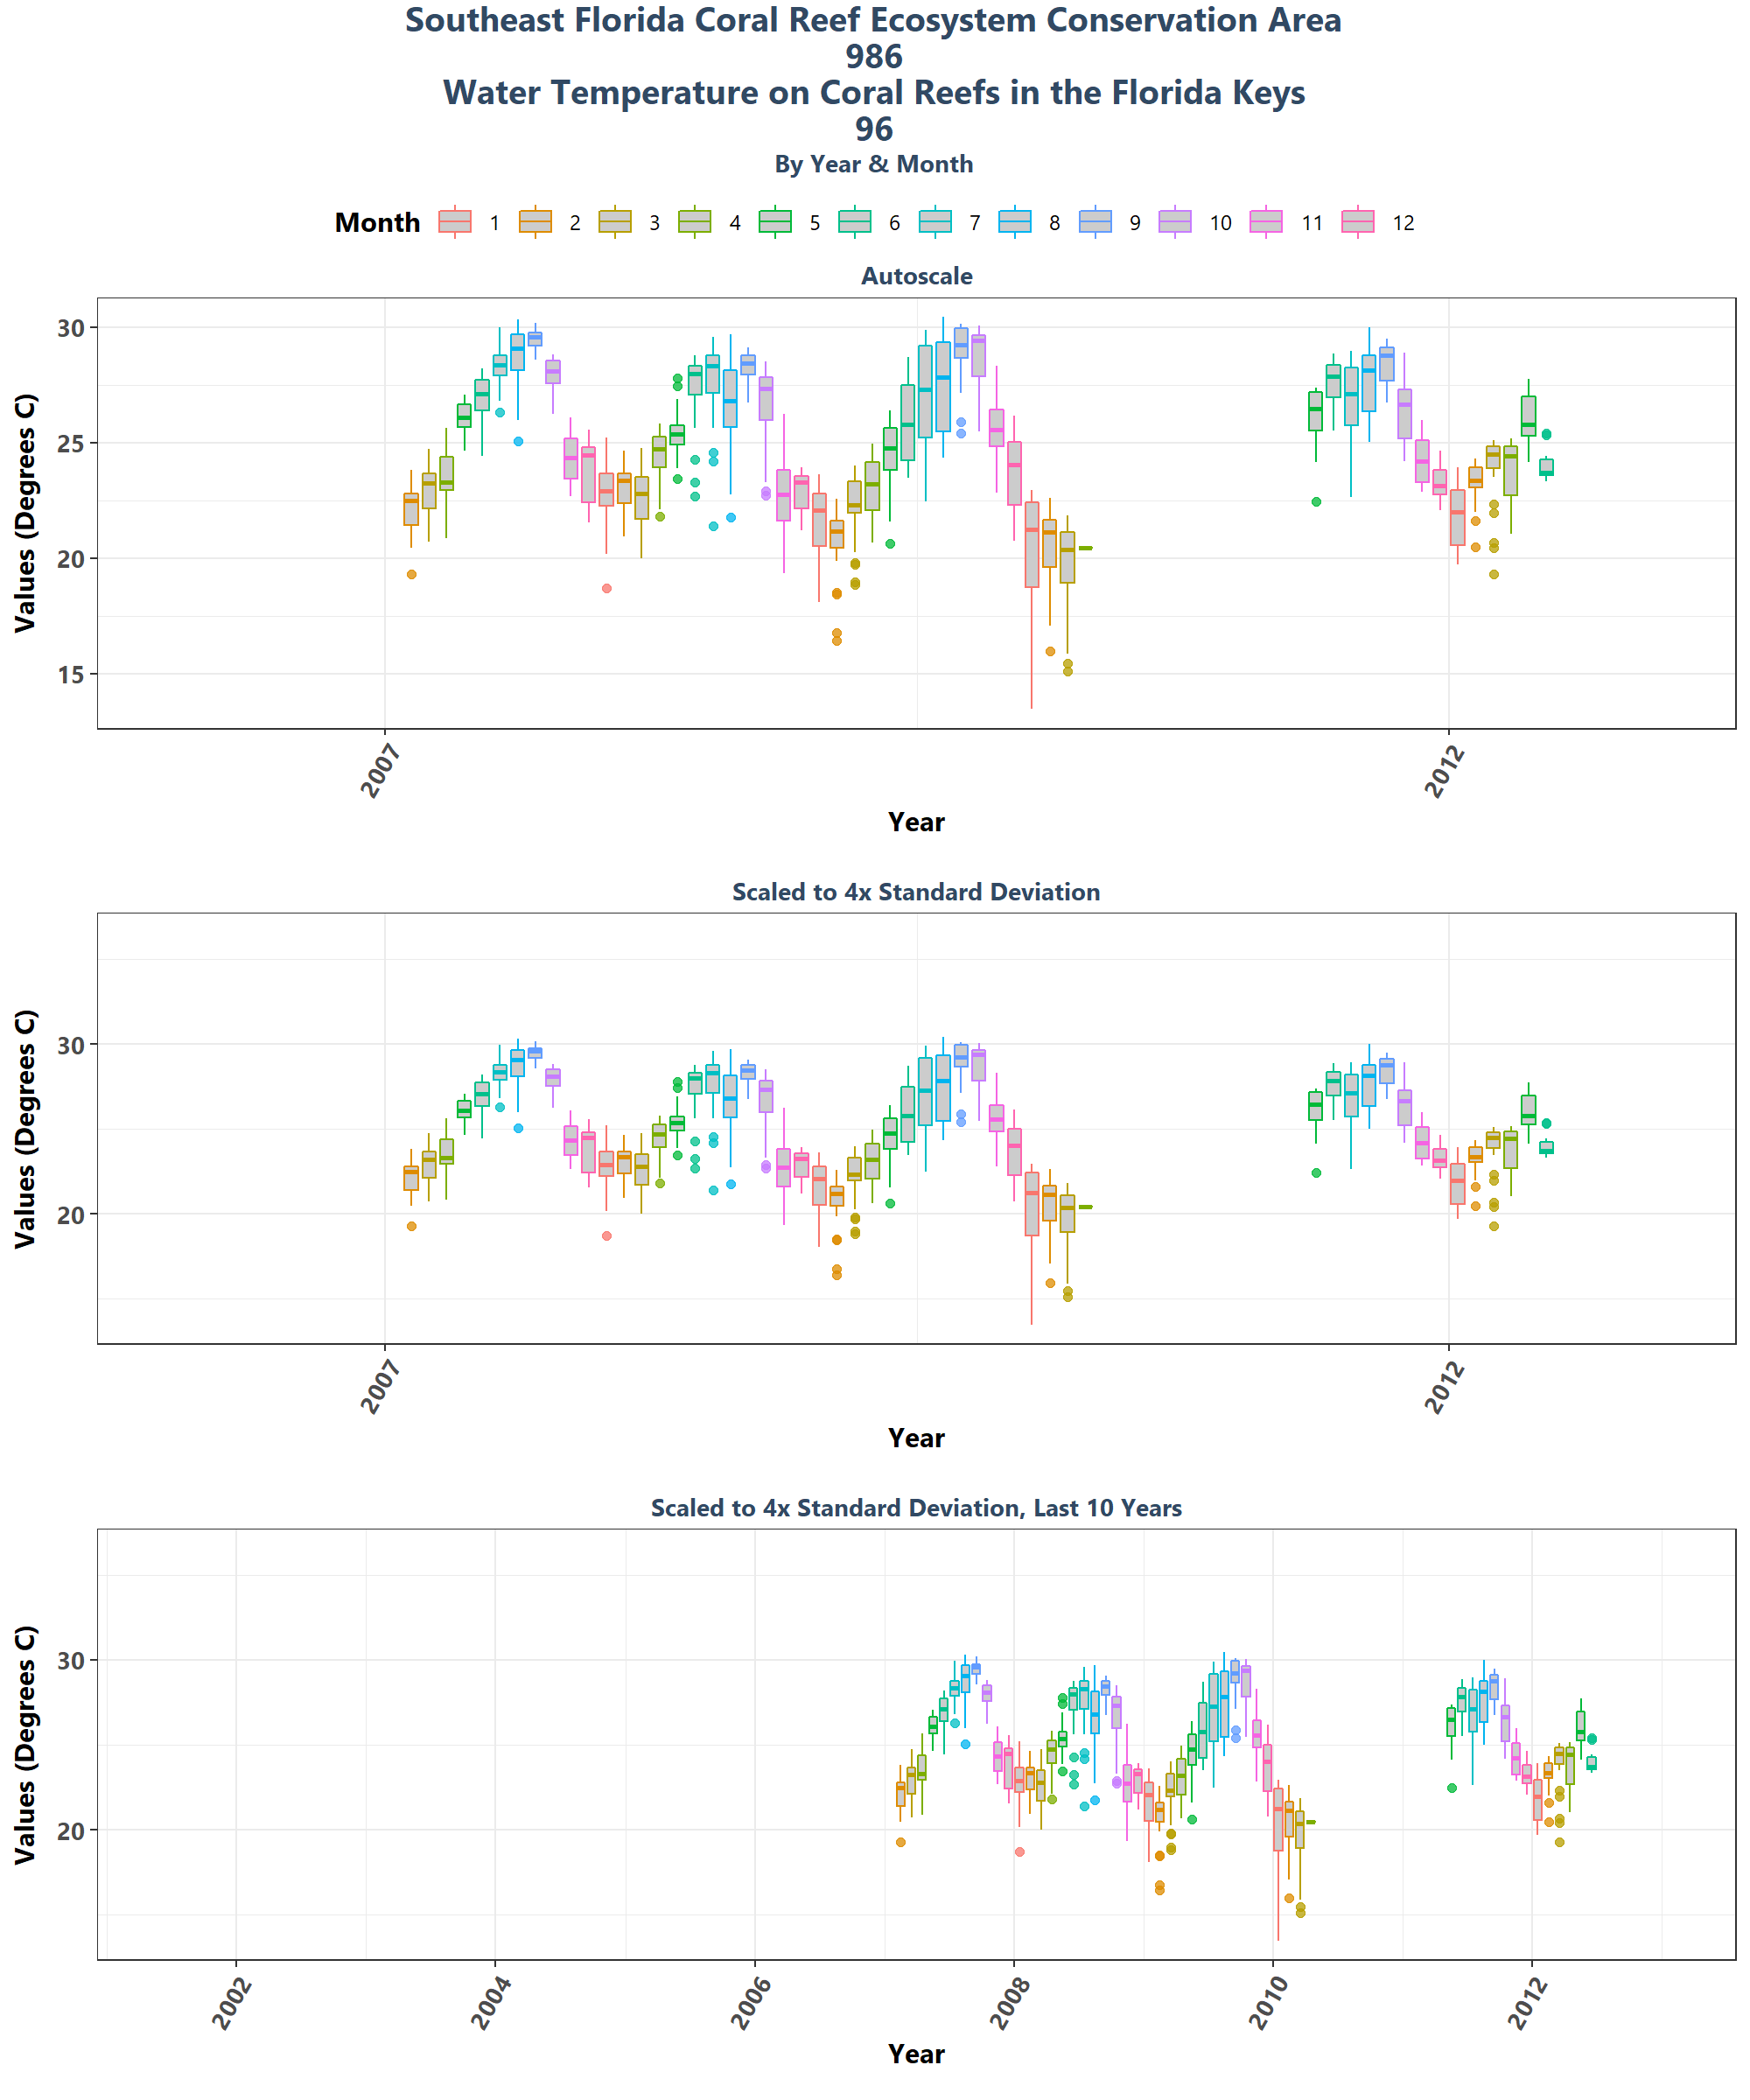 Southeast Florida Coral Reef Ecosystem Conservation Area
986
Water Temperature on Coral Reefs in the Florida Keys
96
By Year & Month
Month 1 2 3 4 5 6 7 8 9 10 11 12
Autoscale
Values (Degrees C)
30
25
20
15
2007 2012
Year
Scaled to 4x Standard Deviation
Values (Degrees C)
30
20
2007 2012
Year
Scaled to 4x Standard Deviation, Last 10 Years
Values (Degrees C)
30
20
2002 2004 2006 2008 2010 2012
Year